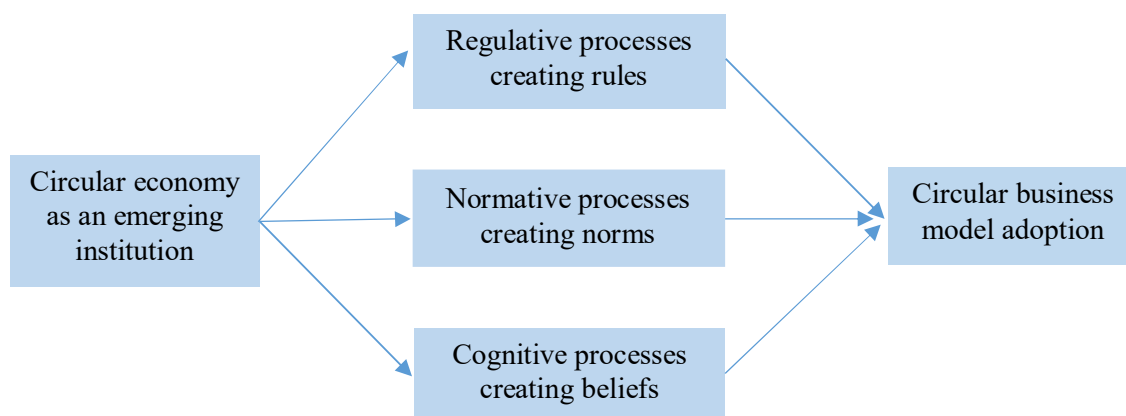 Regulative processes
creating rules
Circular economy
as an emerging
institution
Normative processes
creating norms
Circular business
model adoption
Cognitive processes
creating beliefs